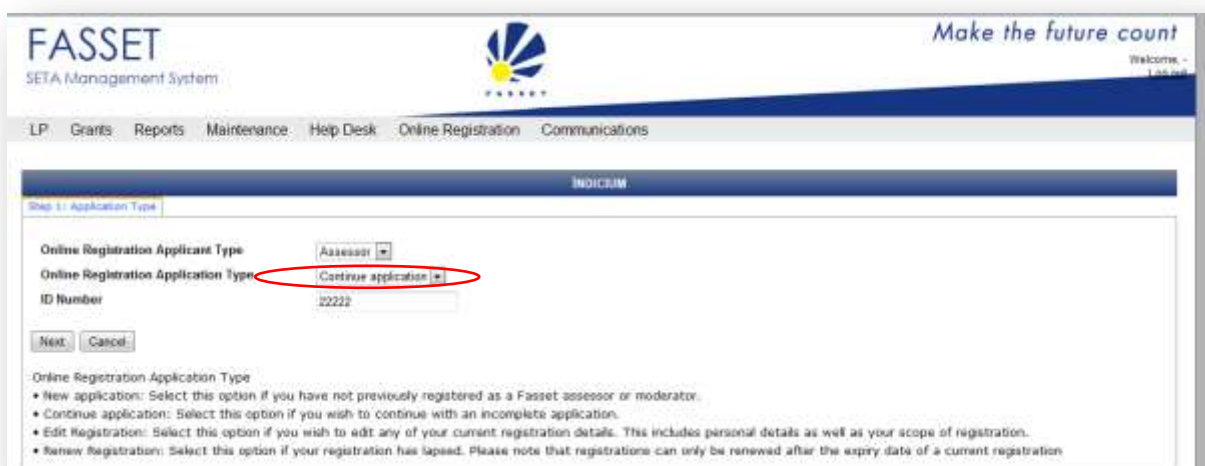 FASSET
SETA Management System
FASSET
Make the future count
Welcome, -
Log out
LP Grants Reports Maintenance Help Desk Online Registration Communications
INDICIUM
Step 1: Application Type
Online Registration Applicant Type Assessor
Online Registration Application Type Continue application
ID Number 22222
Next Cancel
Online Registration Application Type
• New application: Select this option if you have not previously registered as a Fasset assessor or moderator.
• Continue application: Select this option if you wish to continue with an incomplete application.
• Edit Registration: Select this option if you wish to edit any of your current registration details. This includes personal details as well as your scope of registration.
• Renew Registration: Select this option if your registration has lapsed. Please note that registrations can only be renewed after the expiry date of a current registration